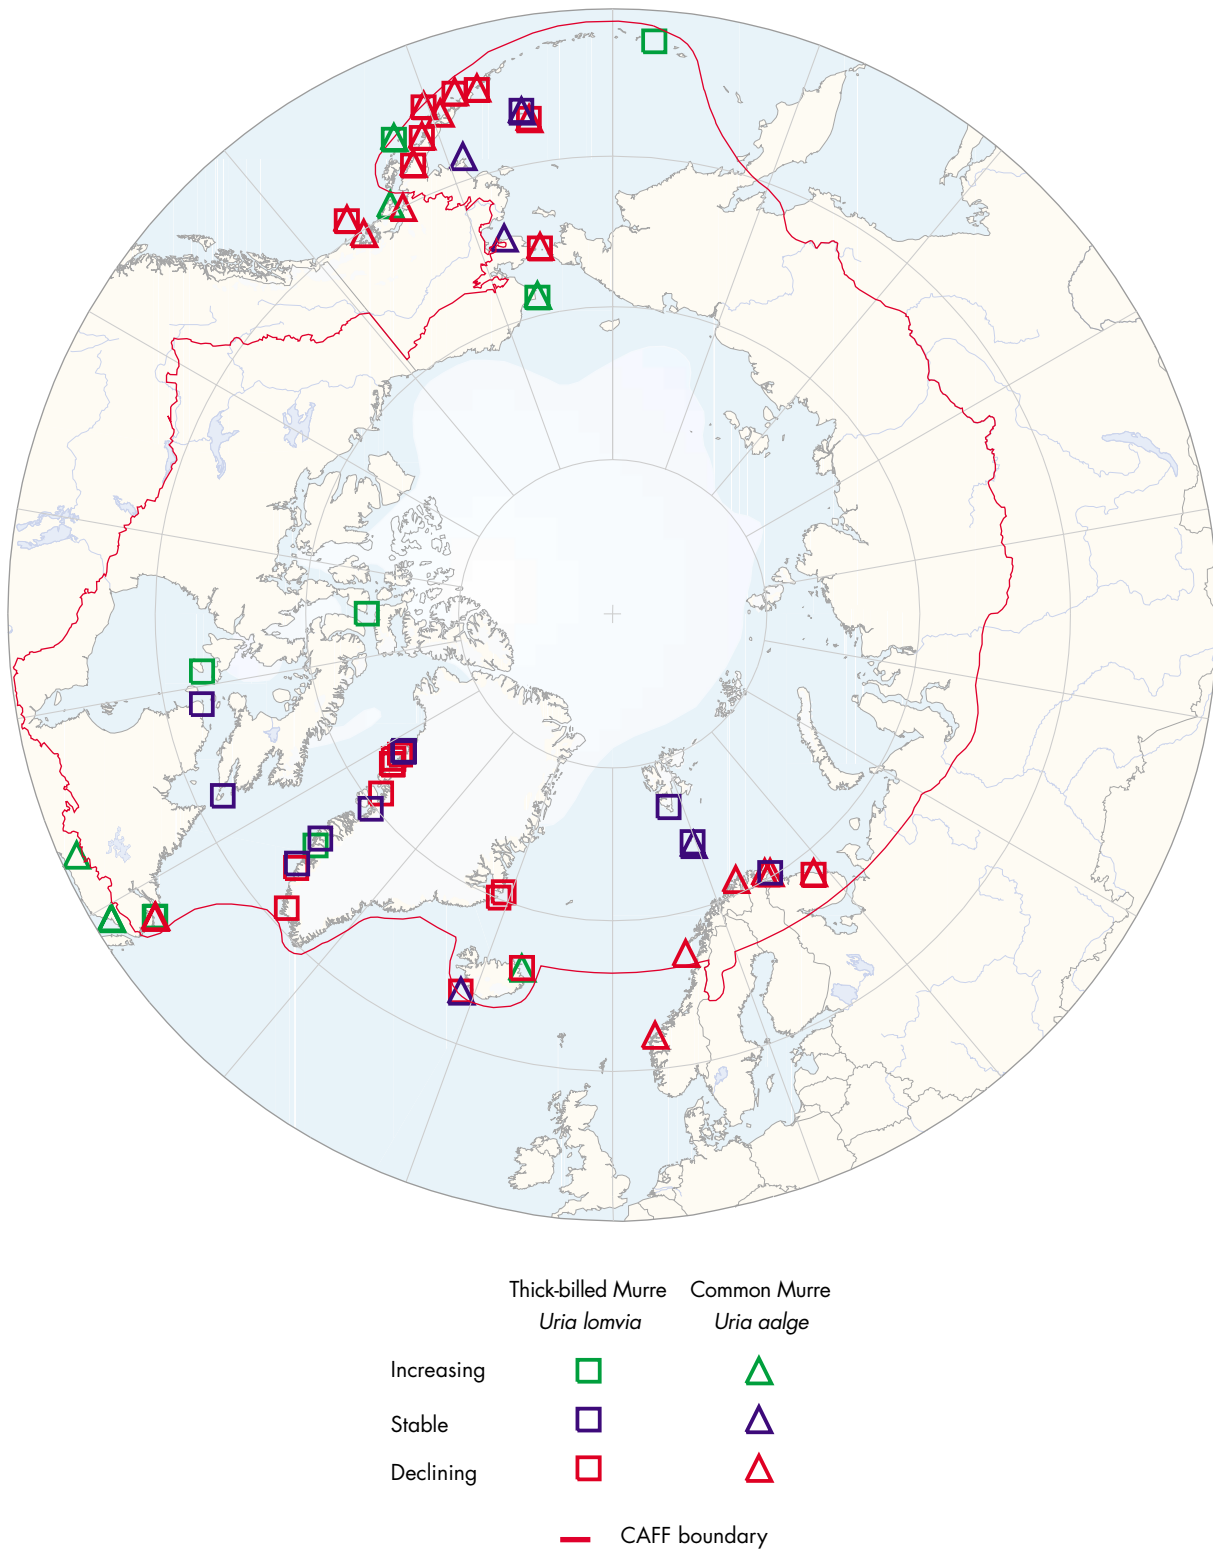 Thick-billed Murre Common Murre
Uria lomvia Uria aalge
Increasing
Stable
Declining
CAFF boundary